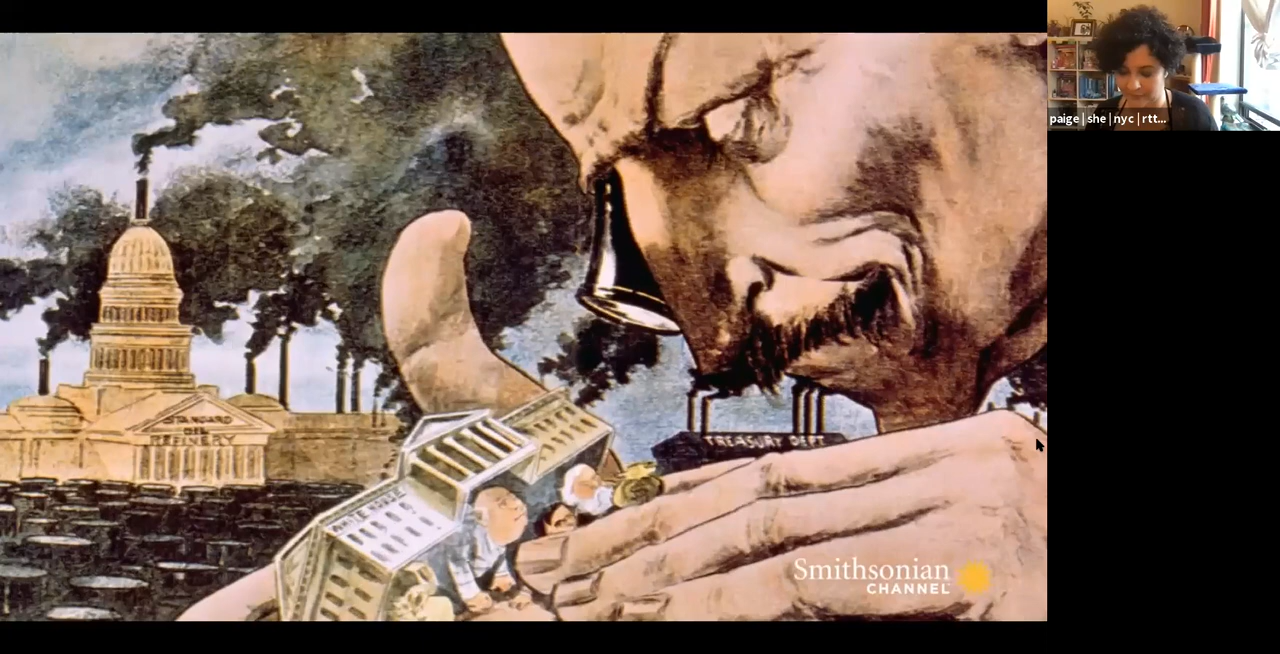 paige | she | nyc | rtt...
STANDARD
OIL
REFINERY
TREASURY DEPT
WHITE HOUSE
Smithsonian
CHANNEL